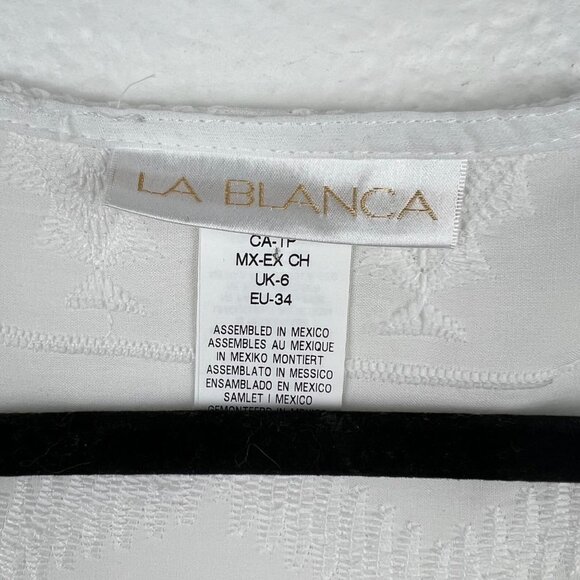 LA BLANCA
CA-TP
MX-EX CH
UK-6
EU-34
ASSEMBLED IN MEXICO
ASSEMBLES AU MEXIQUE
IN MEXIKO MONTIERT
ASSEMBLATO IN MESSICO
ENSAMBLADO EN MEXICO
SAMLET I MEXICO